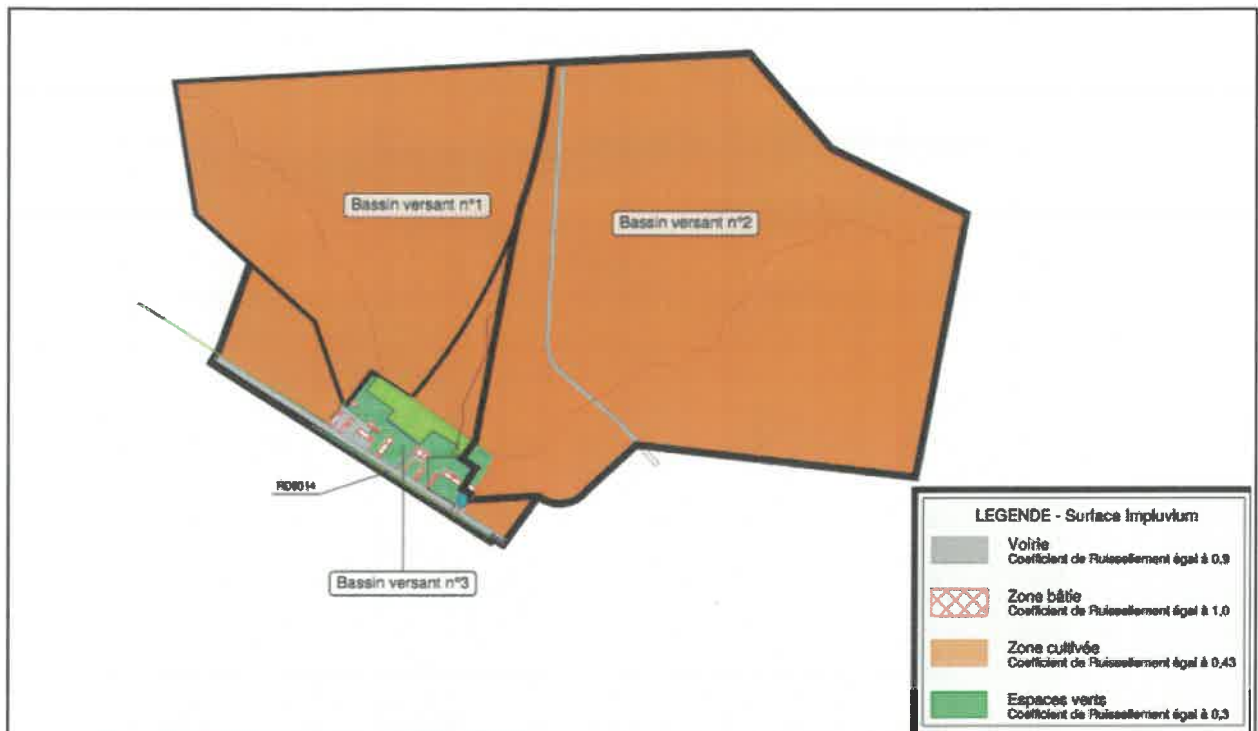 Bassin versant n°1
Bassin versant n°2
RD6014
Bassin versant n°3
LEGENDE - Surface Impluvium
Voirie
Coefficient de Ruissellement égal à 0,9
Zone bâtie
Coefficient de Ruissellement égal à 1,0
Zone cultivée
Coefficient de Ruissellement égal à 0,43
Espaces verts
Coefficient de Ruissellement égal à 0,3